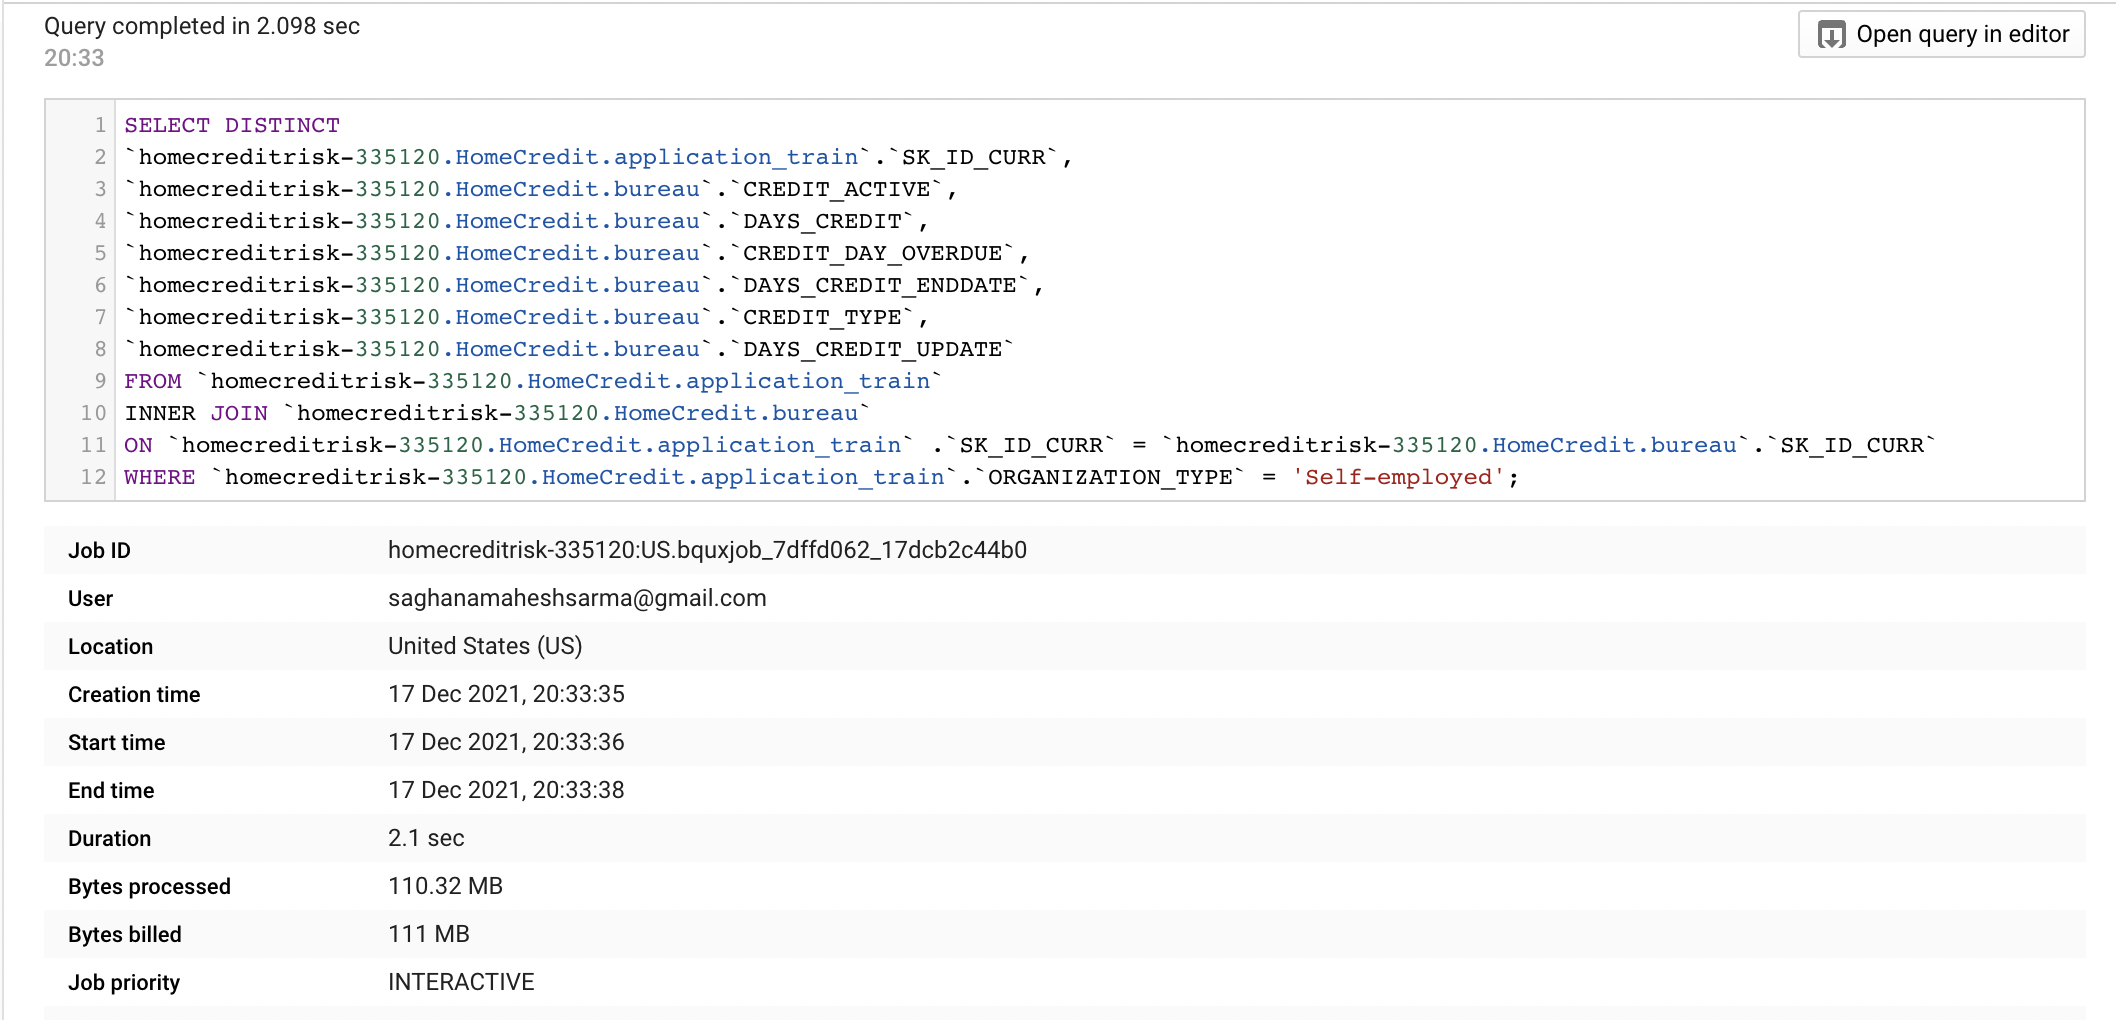 Query completed in 2.098 sec
20:33
Open query in editor
1 SELECT DISTINCT
2 `homecreditrisk-335120.HomeCredit.application_train`.`SK_ID_CURR`,
3 `homecreditrisk-335120.HomeCredit.bureau`.`CREDIT_ACTIVE`,
4 `homecreditrisk-335120.HomeCredit.bureau`.`DAYS_CREDIT`,
5 `homecreditrisk-335120.HomeCredit.bureau`.`CREDIT_DAY_OVERDUE`,
6 `homecreditrisk-335120.HomeCredit.bureau`.`DAYS_CREDIT_ENDDATE`,
7 `homecreditrisk-335120.HomeCredit.bureau`.`CREDIT_TYPE`,
8 `homecreditrisk-335120.HomeCredit.bureau`.`DAYS_CREDIT_UPDATE`
9 FROM `homecreditrisk-335120.HomeCredit.application_train`
10 INNER JOIN `homecreditrisk-335120.HomeCredit.bureau`
11 ON `homecreditrisk-335120.HomeCredit.application_train` .`SK_ID_CURR` = `homecreditrisk-335120.HomeCredit.bureau`.`SK_ID_CURR`
12 WHERE `homecreditrisk-335120.HomeCredit.application_train`.`ORGANIZATION_TYPE` = 'Self-employed';
Job ID homecreditrisk-335120:US.bquxjob_7dffd062_17dcb2c44b0
User saghanamaheshsarma@gmail.com
Location United States (US)
Creation time 17 Dec 2021, 20:33:35
Start time 17 Dec 2021, 20:33:36
End time 17 Dec 2021, 20:33:38
Duration 2.1 sec
Bytes processed 110.32 MB
Bytes billed 111 MB
Job priority INTERACTIVE